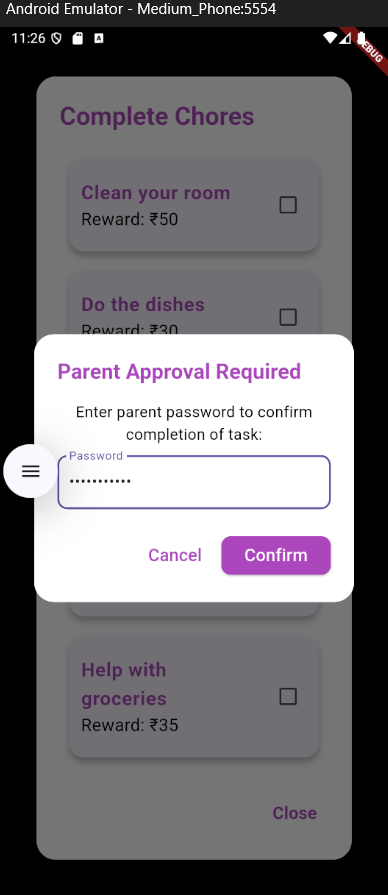 Android Emulator - Medium_Phone:5554
11:26
DEBUG
Complete Chores
Clean your room
Reward: ₹50
Do the dishes
Reward: ₹30
Parent Approval Required
Enter parent password to confirm
completion of task:
Password
•••••••••••
Cancel
Confirm
Help with
groceries
Reward: ₹35
Close